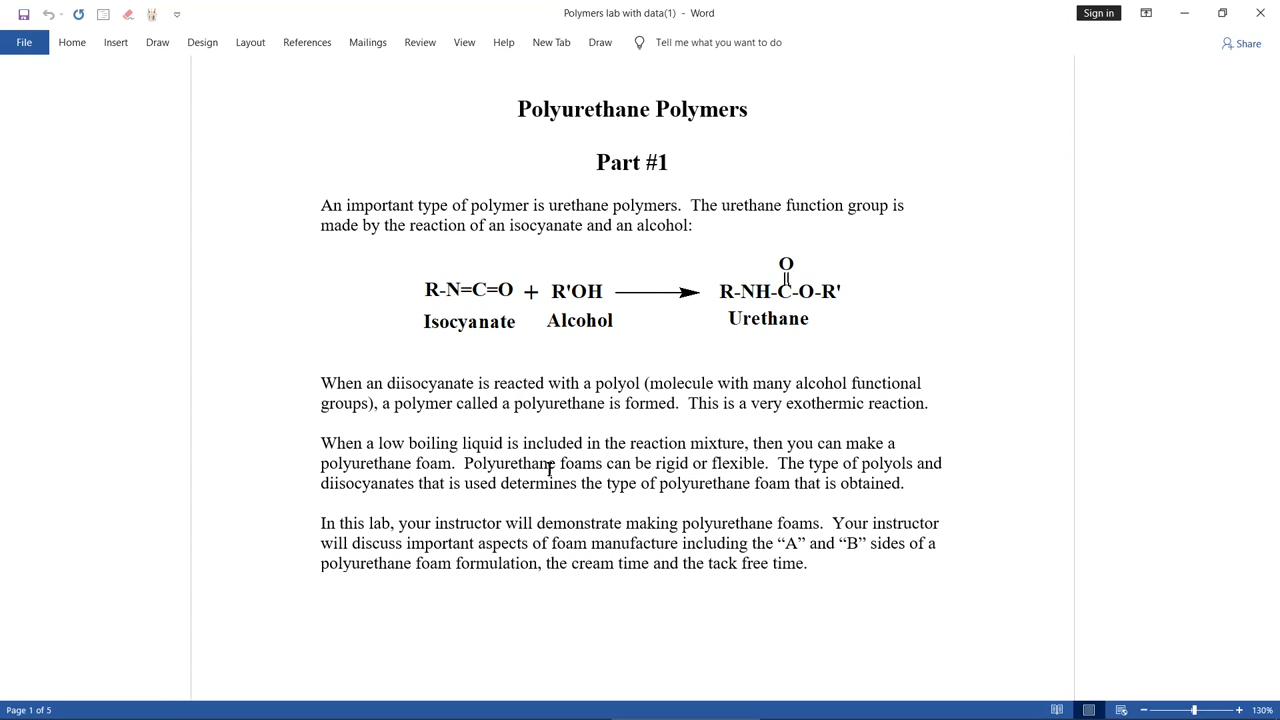 Polymers lab with data(1) - Word
Sign in
File Home Insert Draw Design Layout References Mailings Review View Help New Tab Draw Tell me what you want to do Share
Polyurethane Polymers
Part #1
An important type of polymer is urethane polymers. The urethane function group is
made by the reaction of an isocyanate and an alcohol:
O
R-N=C=O + R'OH R-NH-C-O-R'
Isocyanate Alcohol Urethane
When an diisocyanate is reacted with a polyol (molecule with many alcohol functional
groups), a polymer called a polyurethane is formed. This is a very exothermic reaction.
When a low boiling liquid is included in the reaction mixture, then you can make a
polyurethane foam. Polyurethane foams can be rigid or flexible. The type of polyols and
diisocyanates that is used determines the type of polyurethane foam that is obtained.
In this lab, your instructor will demonstrate making polyurethane foams. Your instructor
will discuss important aspects of foam manufacture including the “A” and “B” sides of a
polyurethane foam formulation, the cream time and the tack free time.
Page 1 of 5
130%